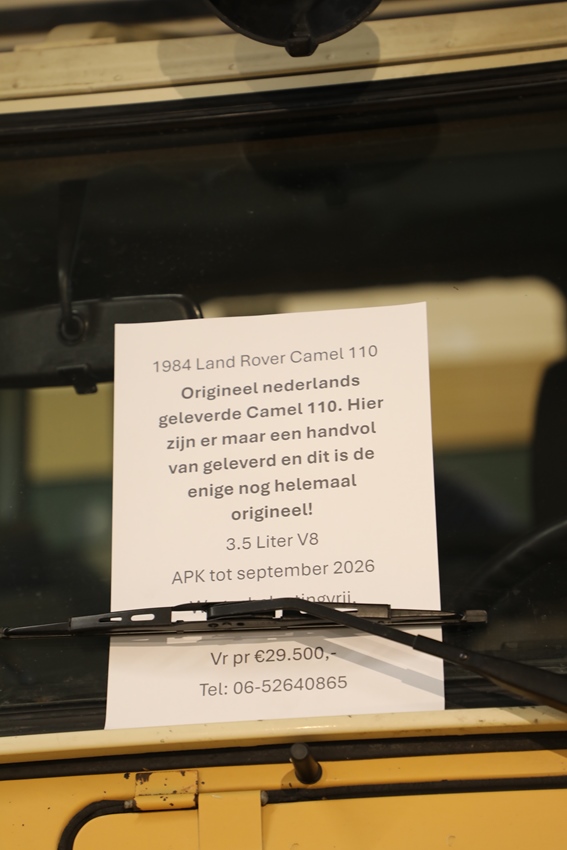 1984 Land Rover Camel 110
Origineel nederlands
geleverde Camel 110. Hier
zijn er maar een handvol
van geleverd en dit is de
enige nog helemaal
origineel!
3.5 Liter V8
APK tot september 2026
Vr pr €29.500,-
Tel: 06-52640865